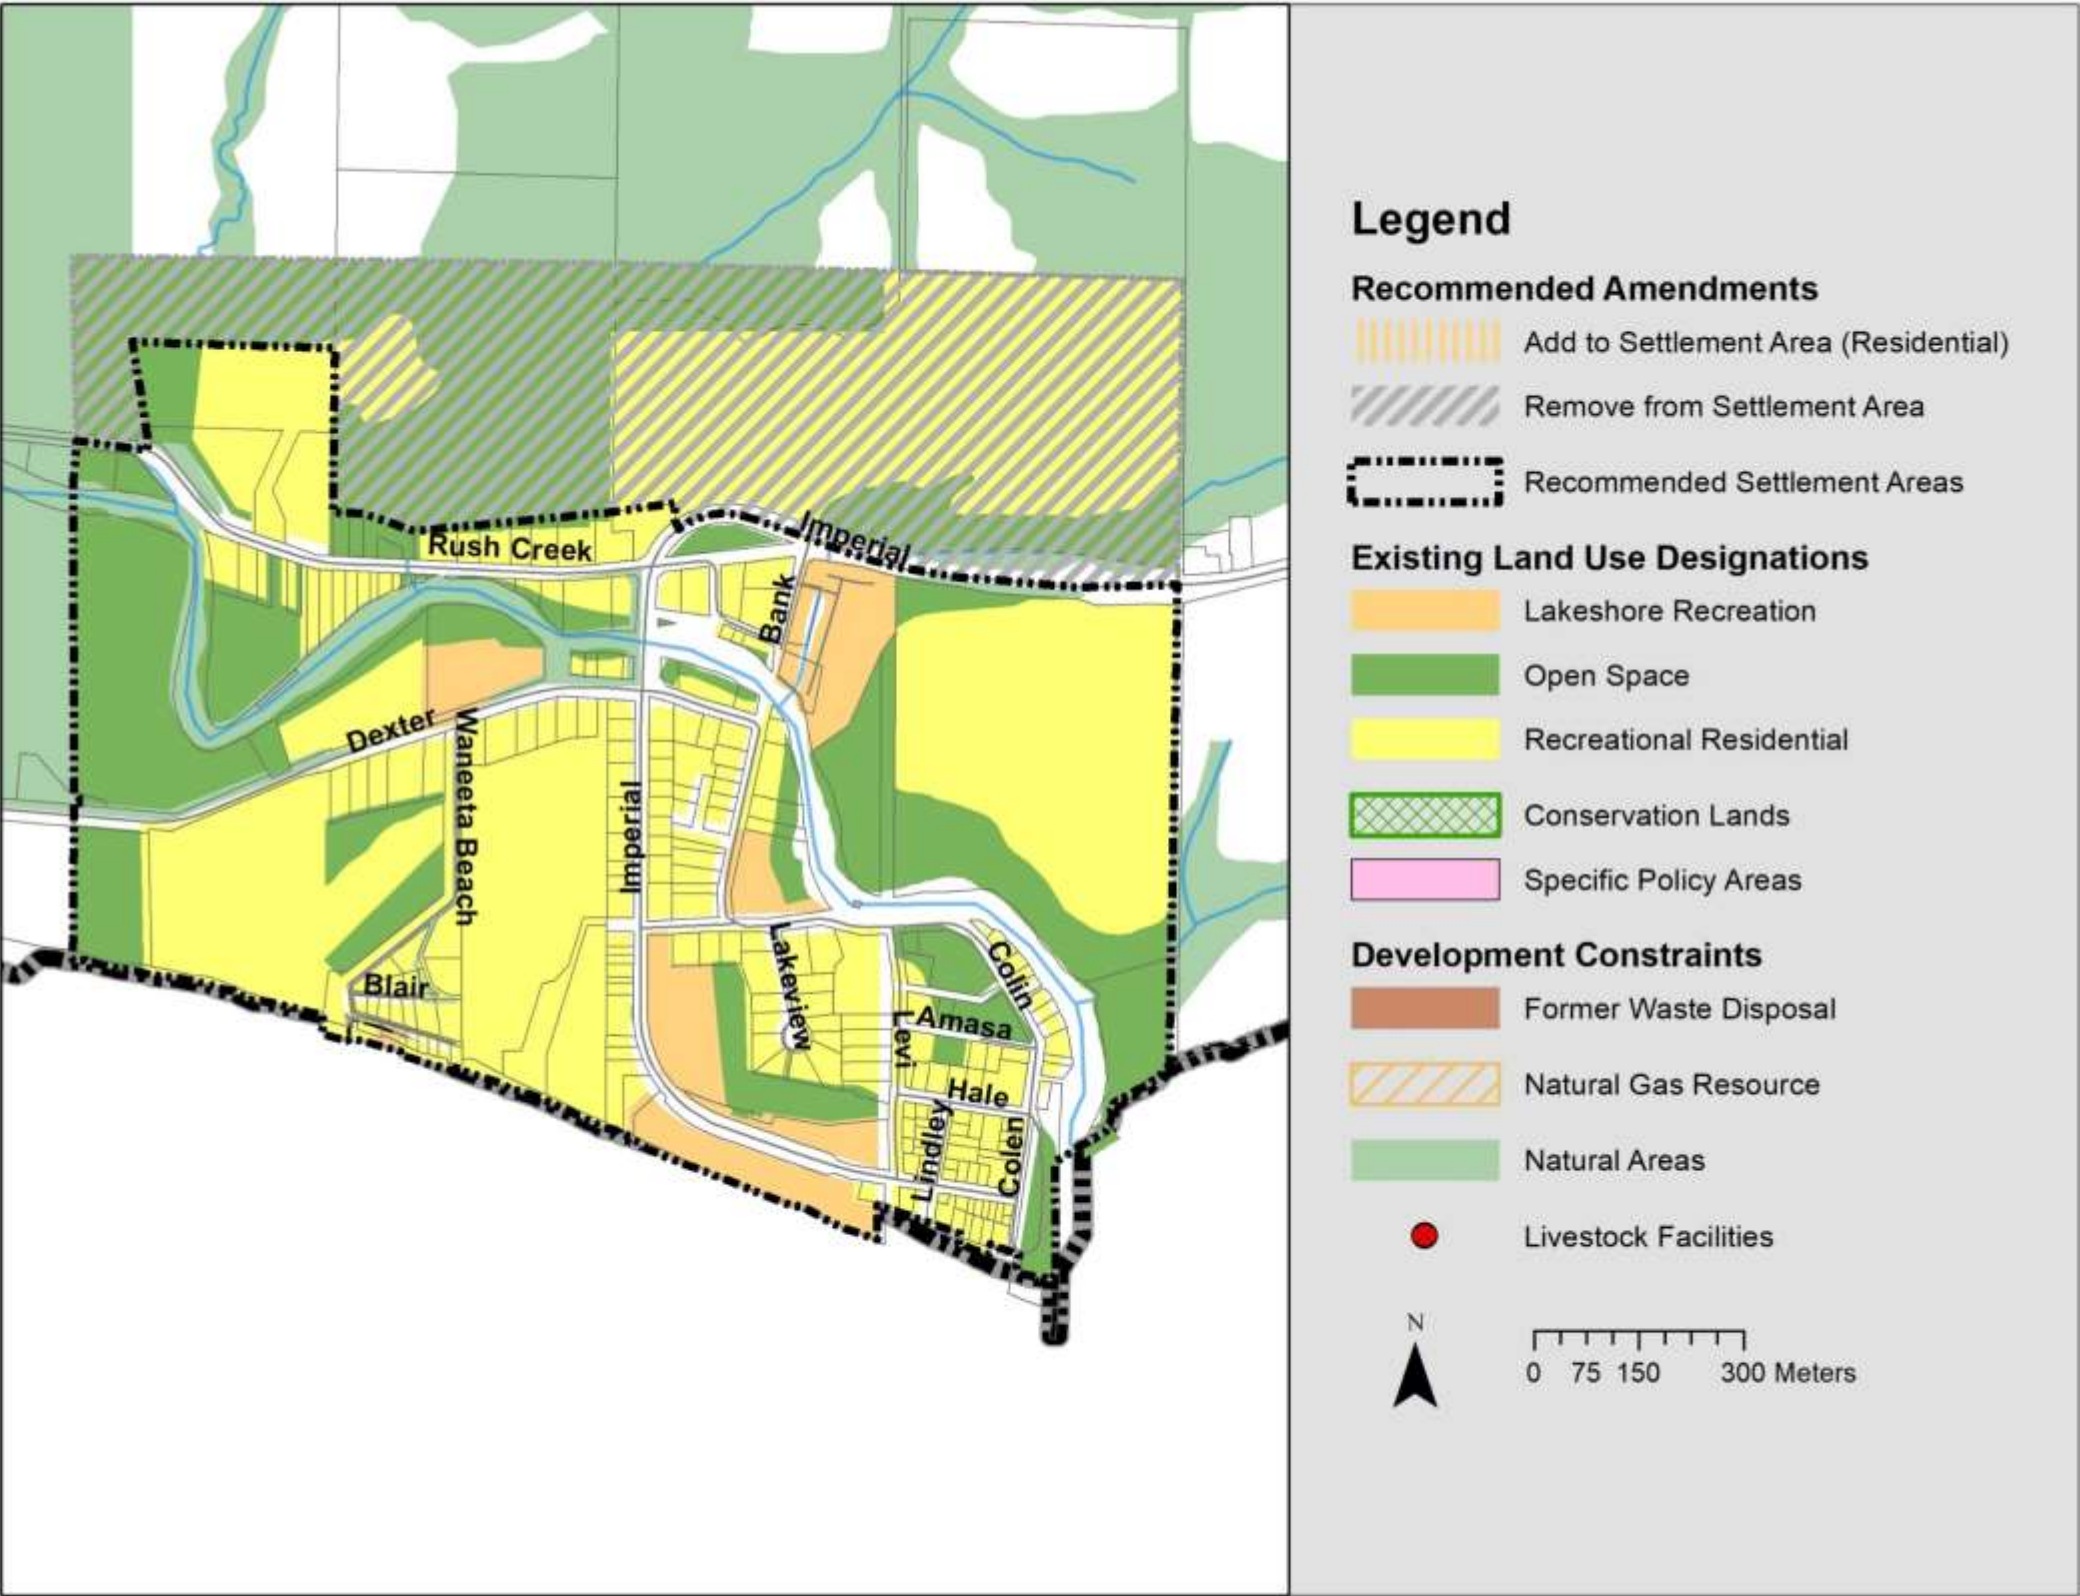 Rush Creek
Imperial
Bank
Dexter
Waneeta Beach
Imperial
Lakeview
Colin
Blair
Levi
Amasa
Hale
Lindley
Colen
Legend
Recommended Amendments
Add to Settlement Area (Residential)
Remove from Settlement Area
Recommended Settlement Areas
Existing Land Use Designations
Lakeshore Recreation
Open Space
Recreational Residential
Conservation Lands
Specific Policy Areas
Development Constraints
Former Waste Disposal
Natural Gas Resource
Natural Areas
Livestock Facilities
N
0 75 150 300 Meters